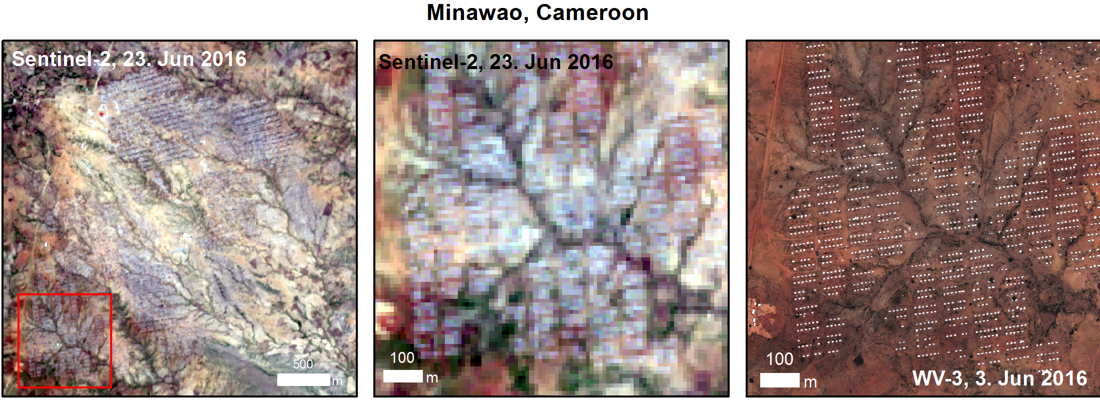 Minawao, Cameroon
Sentinel-2, 23. Jun 2016
500
m
Sentinel-2, 23. Jun 2016
100
m
100
m
WV-3, 3. Jun 2016